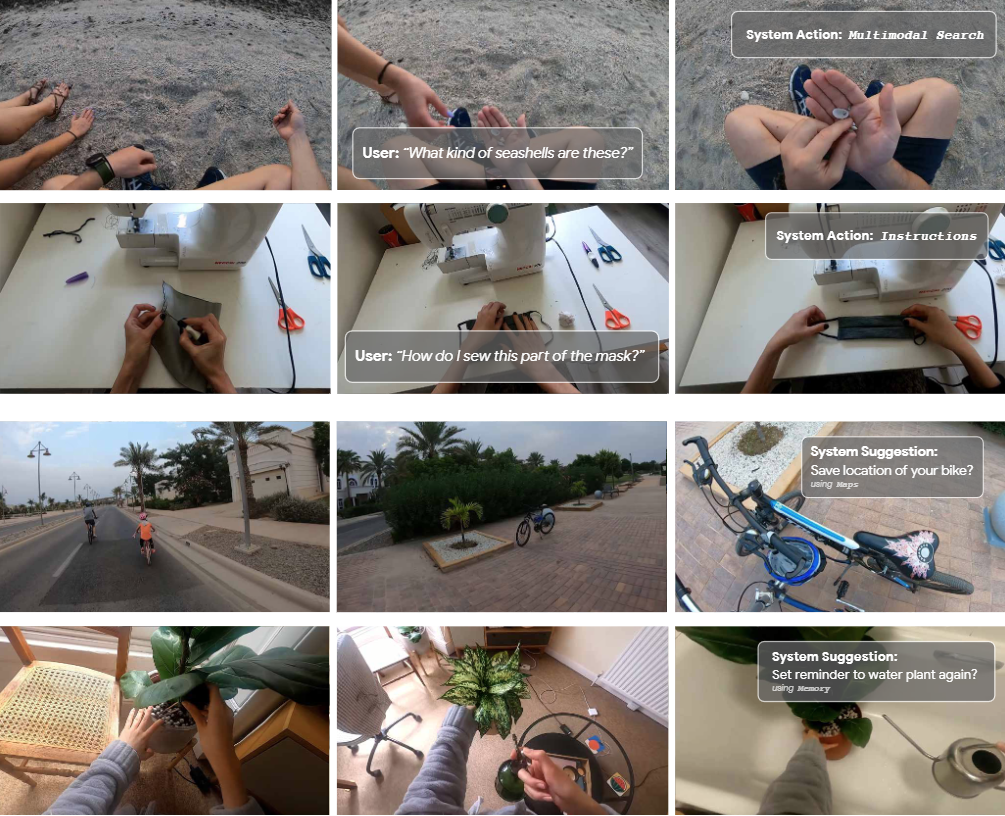 System Action: Multimodal Search
User: “What kind of seashells are these?”
System Action: Instructions
User: “How do I sew this part of the mask?”
System Suggestion:
Save location of your bike?
using Maps
System Suggestion:
Set reminder to water plant again?
using Memory